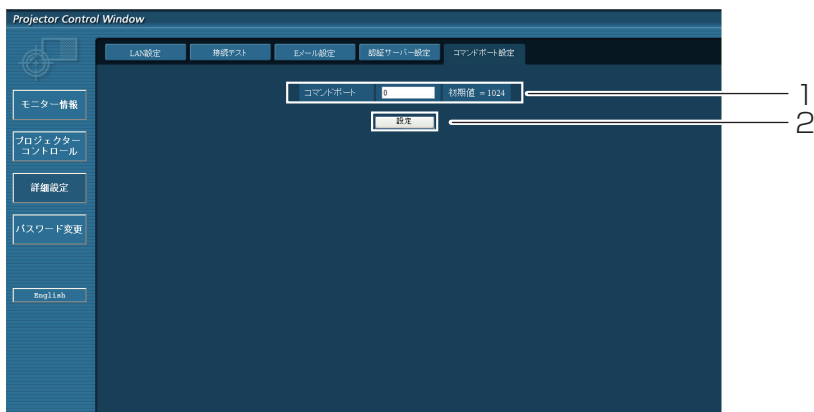 Projector Control Window
LAN設定 接続テスト Eメール設定 認証サーバー設定 コマンドポート設定
コマンドポート 0 初期値 =1024 1
設定 2
モニター情報
プロジェクター
コントロール
詳細設定
パスワード変更
English